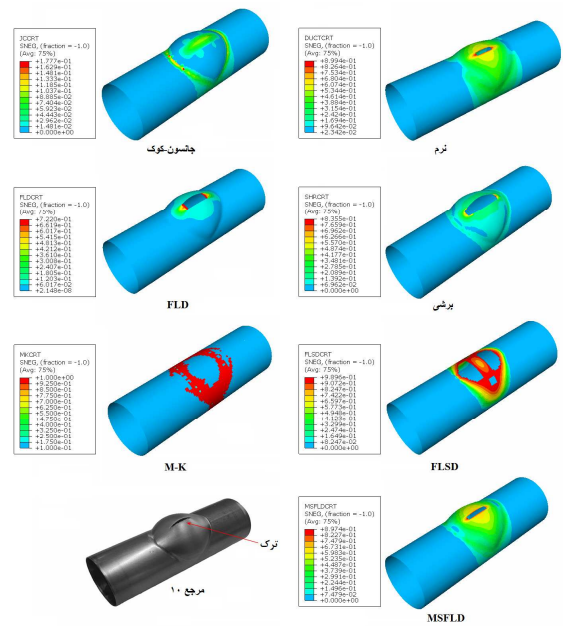 JCCRT
SNEG, (fraction = -1.0)
(Avg: 75%)
+1.777e-01
+1.629e-01
+1.481e-01
+1.333e-01
+1.185e-01
+1.037e-01
+8.885e-02
+7.404e-02
+5.923e-02
+4.443e-02
+2.962e-02
+1.481e-02
+0.000e+00
جانسون-کوک
DUCTCRT
SNEG, (fraction = -1.0)
(Avg: 75%)
+8.994e-01
+8.264e-01
+7.534e-01
+6.804e-01
+6.074e-01
+5.344e-01
+4.614e-01
+3.884e-01
+3.154e-01
+2.424e-01
+1.694e-01
+9.642e-02
+2.342e-02
نرم
FLDCRT
SNEG, (fraction = -1.0)
(Avg: 75%)
+7.220e-01
+6.619e-01
+6.017e-01
+5.415e-01
+4.813e-01
+4.212e-01
+3.610e-01
+3.008e-01
+2.407e-01
+1.805e-01
+1.203e-01
+6.017e-02
+2.148e-08
FLD
SHRCRT
SNEG, (fraction = -1.0)
(Avg: 75%)
+8.355e-01
+7.659e-01
+6.962e-01
+6.266e-01
+5.570e-01
+4.874e-01
+4.177e-01
+3.481e-01
+2.785e-01
+2.089e-01
+1.392e-01
+6.962e-02
+0.000e+00
برشی
MKCRT
SNEG, (fraction = -1.0)
(Avg: 75%)
+1.000e+00
+9.250e-01
+8.500e-01
+7.750e-01
+7.000e-01
+6.250e-01
+5.500e-01
+4.750e-01
+4.000e-01
+3.250e-01
+2.500e-01
+1.750e-01
+1.000e-01
M-K
FLSDCRT
SNEG, (fraction = -1.0)
(Avg: 75%)
+9.896e-01
+9.072e-01
+8.247e-01
+7.422e-01
+6.597e-01
+5.773e-01
+4.948e-01
+4.123e-01
+3.299e-01
+2.474e-01
+1.649e-01
+8.247e-02
+0.000e+00
FLSD
ترک
مرجع ۱۰
MSFLDCRT
SNEG, (fraction = -1.0)
(Avg: 75%)
+8.974e-01
+8.227e-01
+7.479e-01
+6.731e-01
+5.983e-01
+5.235e-01
+4.487e-01
+3.739e-01
+2.991e-01
+2.244e-01
+1.496e-01
+7.479e-02
+0.000e+00
MSFLD